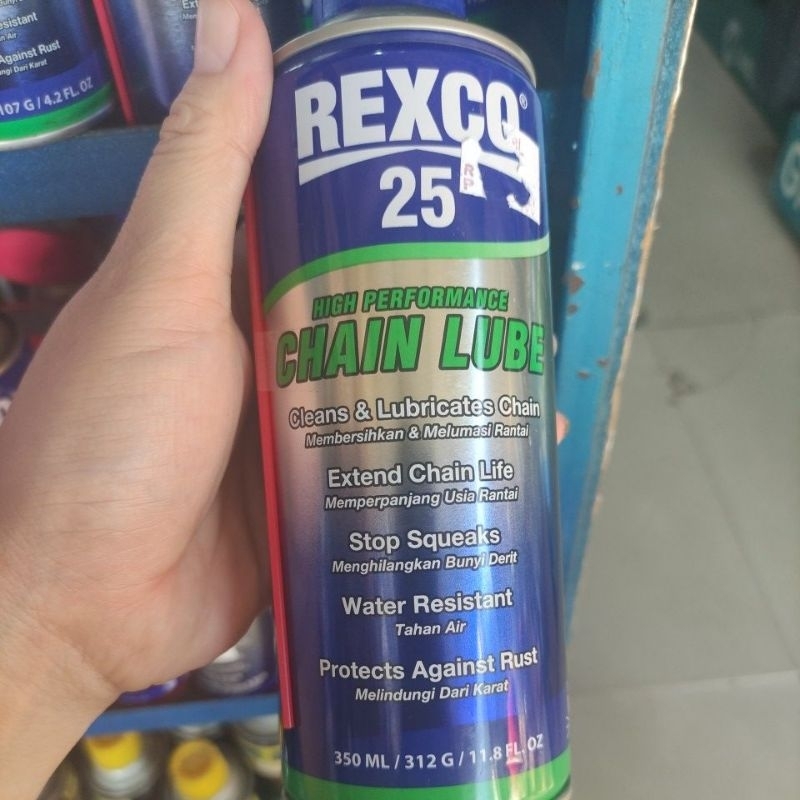 REXCO®
25
RP
HIGH PERFORMANCE
CHAIN LUBE
Cleans & Lubricates Chain
Membersihkan & Melumasi Rantai
Extend Chain Life
Memperpanjang Usia Rantai
Stop Squeaks
Menghilangkan Bunyi Derit
Water Resistant
Tahan Air
Protects Against Rust
Melindungi Dari Karat
350 ML / 312 G / 11.8 FL. OZ
Against Rust
107 G / 4.2 FL. OZ